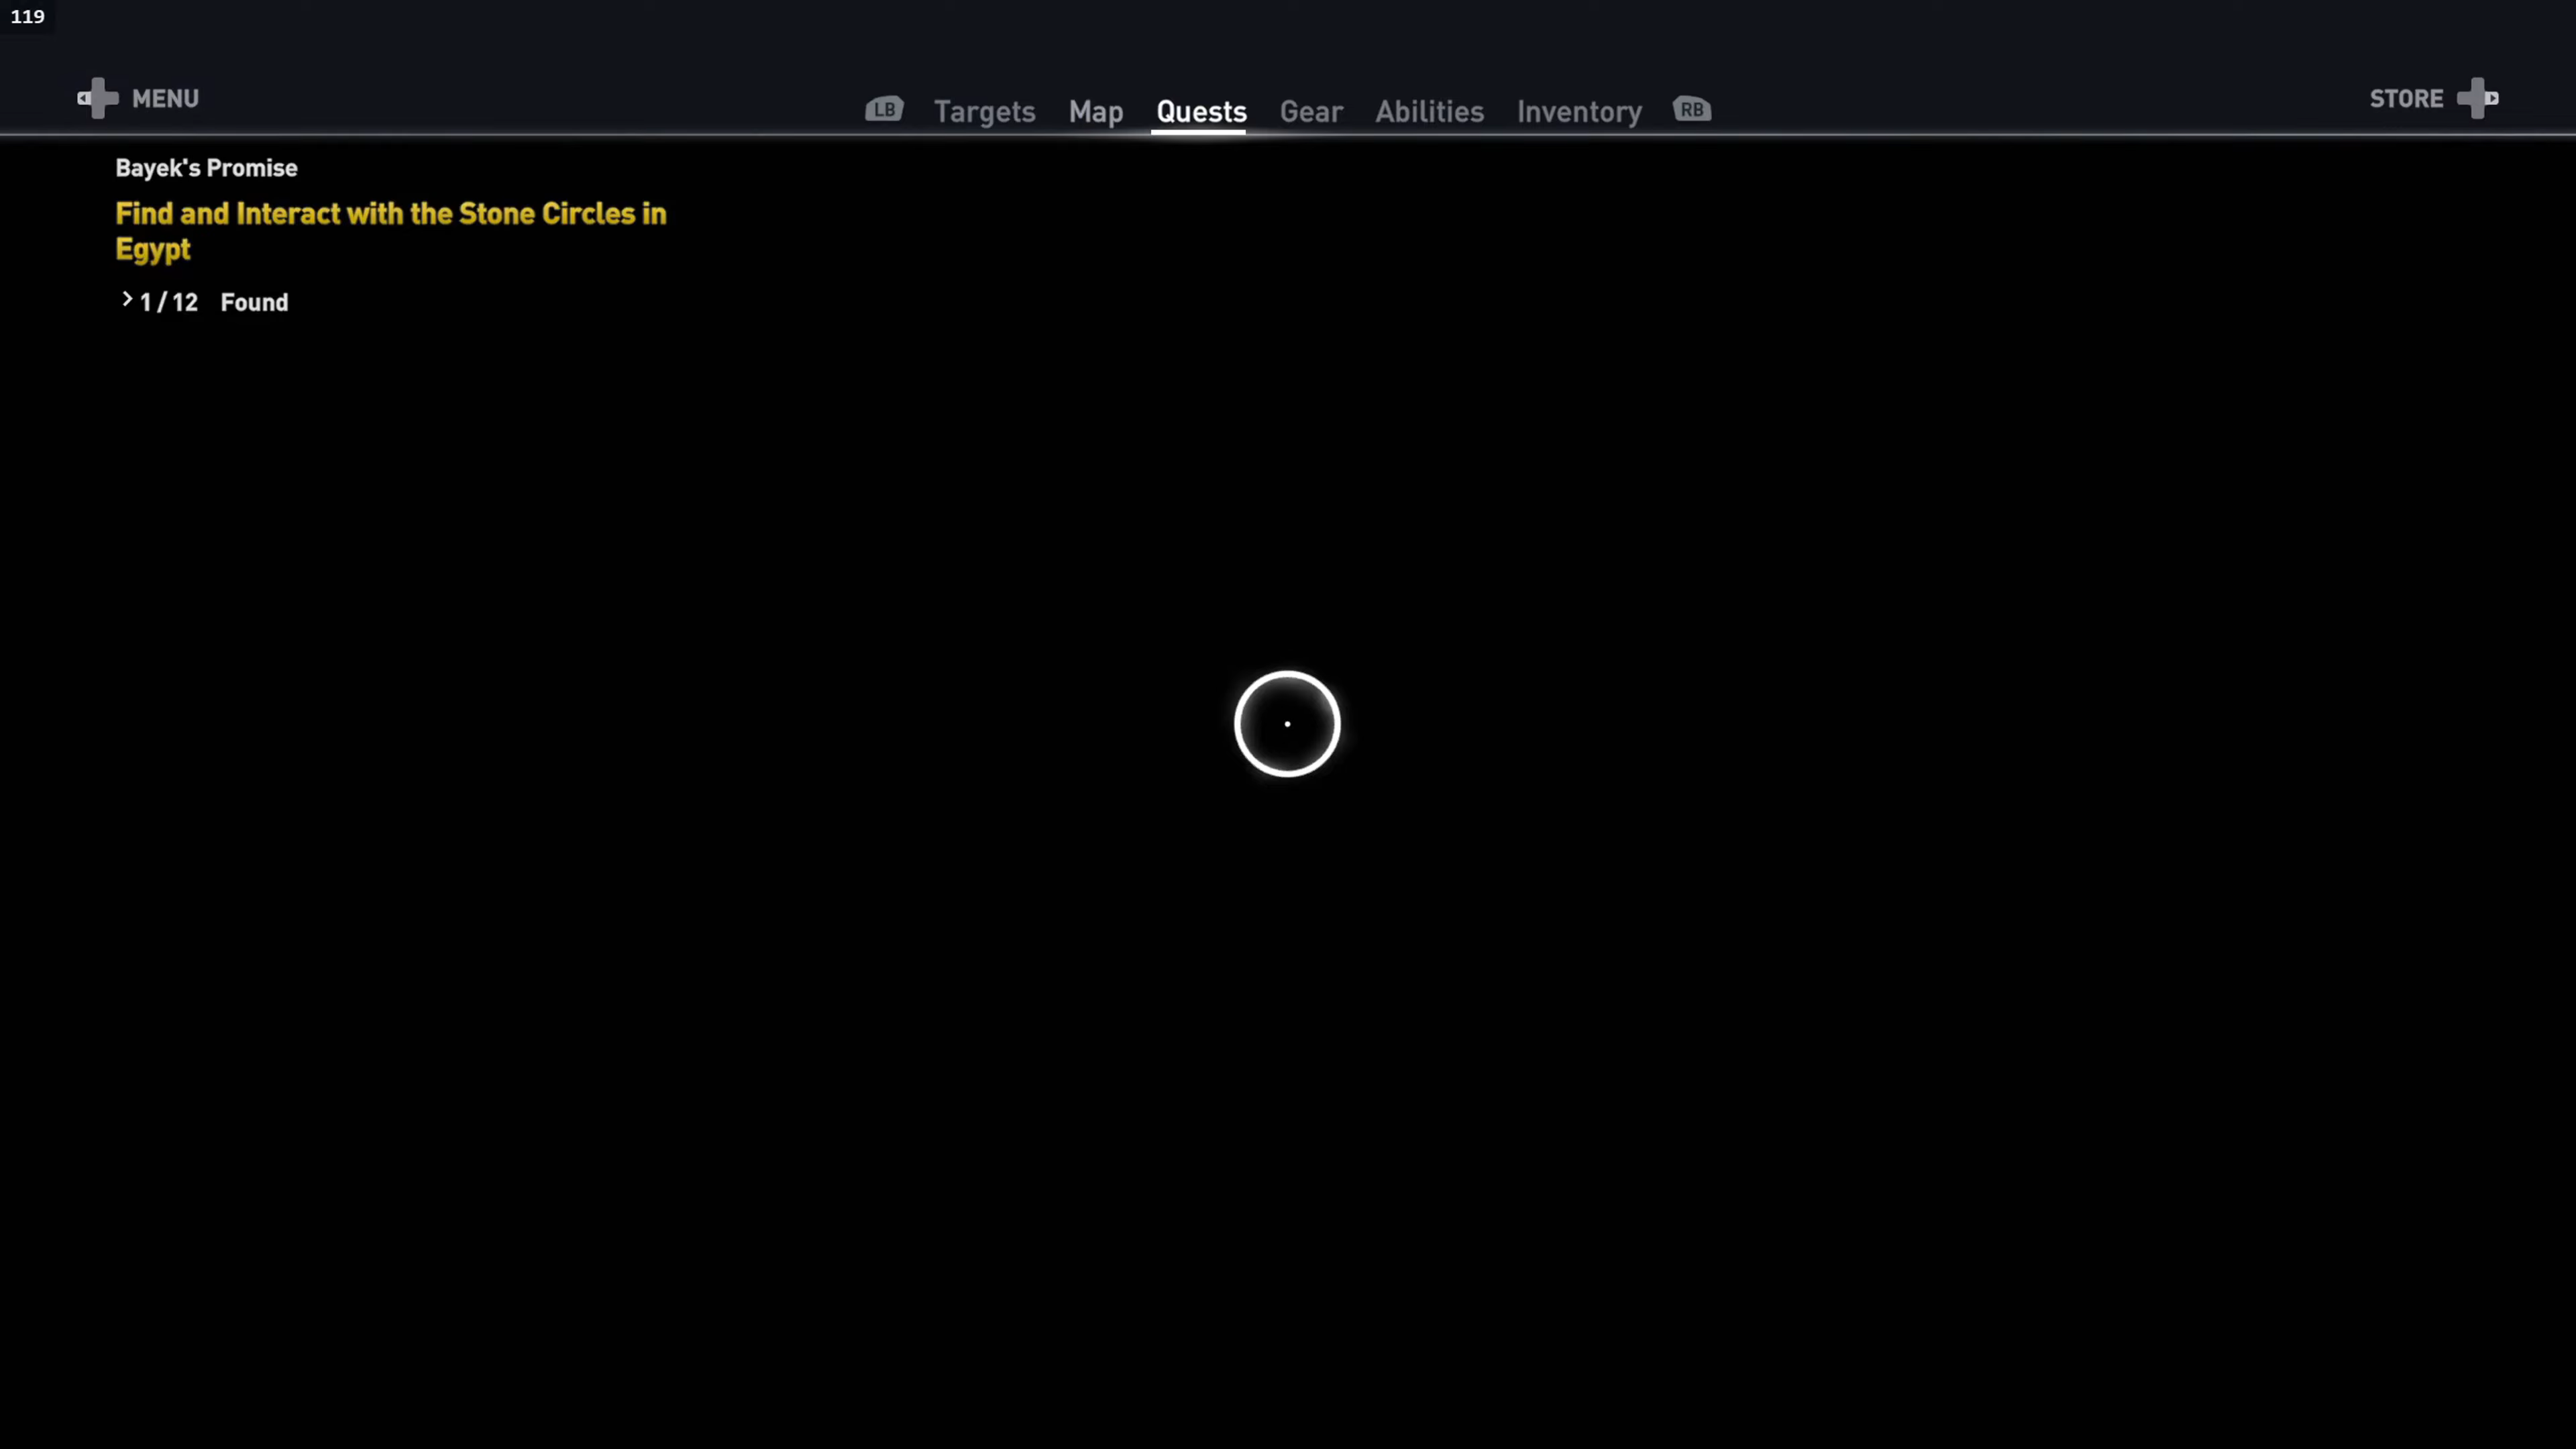 119
MENU
LB Targets Map Quests Gear Abilities Inventory RB
STORE
Bayek's Promise
Find and Interact with the Stone Circles in
Egypt
> 1 / 12 Found